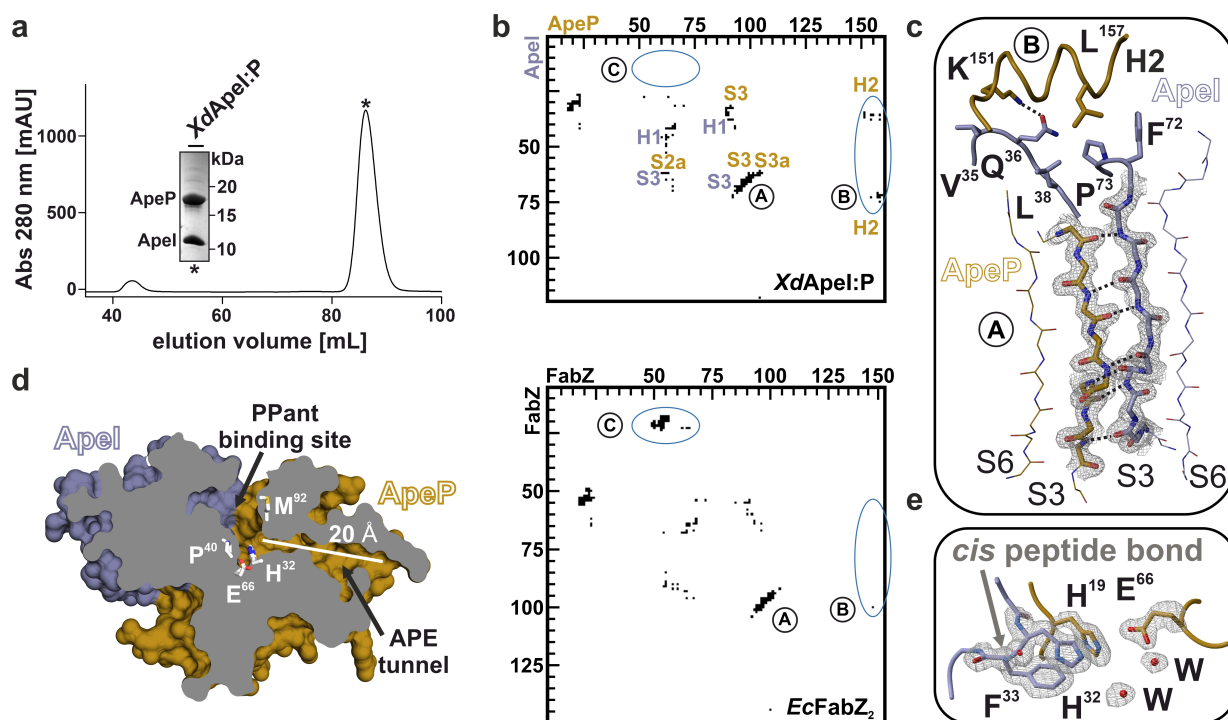 a
Abs 280 nm [mAU]
1000
500
0
40
60
80
100
elution volume [mL]
XdApeI:P
kDa
20
15
10
ApeP
ApeI
*
*
b
ApeP
50
75
100
150
ApeI
50
75
100
C
H2
S3
H1
H1
S2a
S3
S3a
S3
S3
A
B
H2
XdApeI:P
FabZ
50
75
100
150
FabZ
50
75
100
125
C
A
B
EcFabZ2
c
B
L157
K151
H2
ApeI
F72
Q36
V35
P73
L38
ApeP
A
S6
S3
S3
S6
d
PPant
binding site
ApeI
ApeP
M92
20 Å
P40
H32
E66
APE
tunnel
e
cis peptide bond
H19 E66
W
F33
H32
W